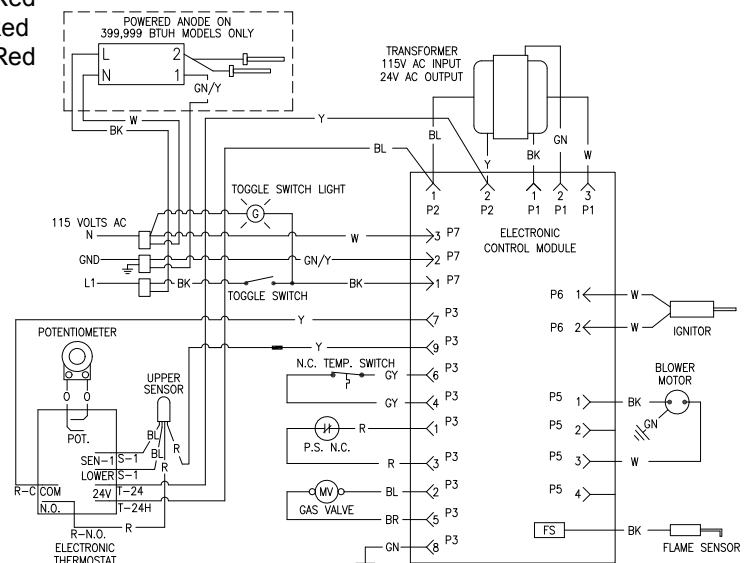 Red
ed
Red
POWERED ANODE ON
399,999 BTUH MODELS ONLY
L 2
N 1
GN/Y
W
BK
TRANSFORMER
115V AC INPUT
24V AC OUTPUT
Y
BL
BL
Y
BK
GN
W
1 2 1 2 3
P2 P2 P1 P1 P1
ELECTRONIC
CONTROL MODULE
TOGGLE SWITCH LIGHT
G
115 VOLTS AC
N W 3 P7
GND GN/Y 2 P7
L1 BK BK 1 P7
TOGGLE SWITCH
Y 7 P3
Y 9 P3
N.C. TEMP. SWITCH
GY 6 P3
GY 4 P3
R 1 P3
P.S. N.C.
R 3 P3
MV BL 2 P3
GAS VALVE
BR 5 P3
GN 8 P3
P6 1 W
P6 2 W
IGNITOR
BLOWER
MOTOR
P5 1 BK
GN
P5 2
P5 3 W
P5 4
FS BK
FLAME SENSOR
POTENTIOMETER
O O
POT.
UPPER
SENSOR
BL
BL R
SEN-1 S-1
LOWER S-1
R
R-C COM 24V T-24
N.O. T-24H
R
R-N.O.
ELECTRONIC
THERMOSTAT